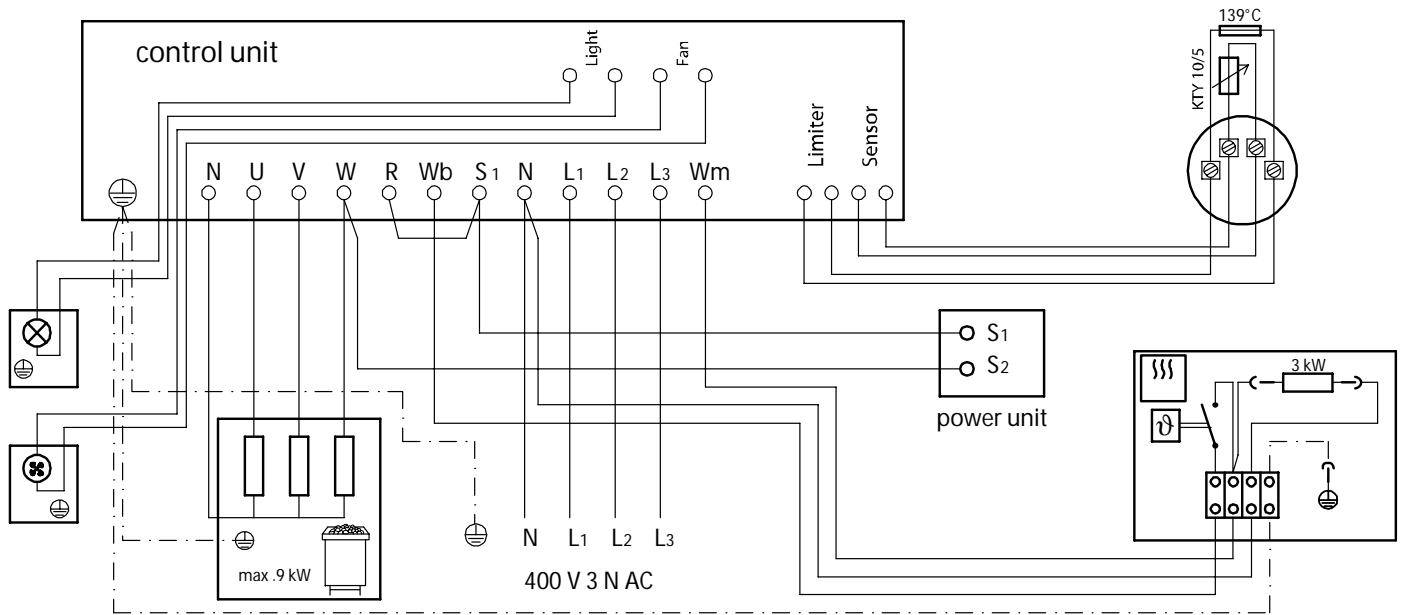 139°C
control unit
Light
Fan
KTY 10/5
Limiter
Sensor
N U V W R Wb S1 N L1 L2 L3 Wm
S1
S2
power unit
3 kW
ϑ
N L1 L2 L3
max .9 kW
400 V 3 N AC